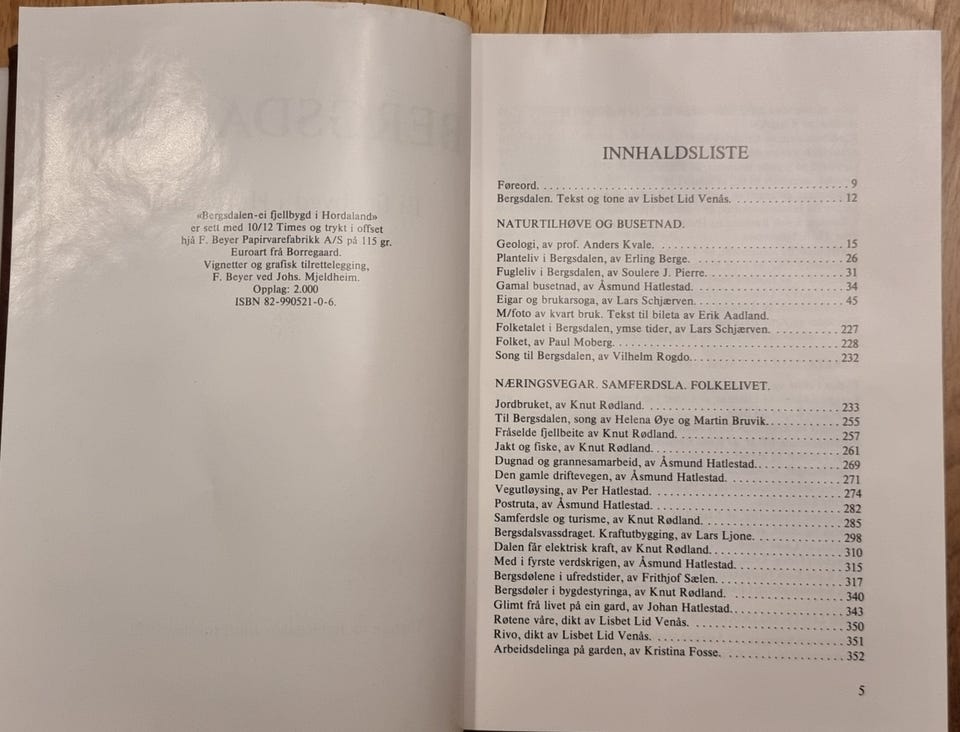 «Bergsdalen-ei fjellbygd i Hordaland»
er sett med 10/12 Times og trykt i offset
hjå F. Beyer Papirvarefabrikk A/S på 115 gr.
Euroart frå Borregaard.
Vignetter og grafisk tilrettelegging,
F. Beyer ved Johs. Mjeldheim.
Opplag: 2.000
ISBN 82-990521-0-6.
INNHALDSLISTE
Føreord. 9
Bergsdalen. Tekst og tone av Lisbet Lid Venås. 12
NATURTILHØVE OG BUSETNAD.
Geologi, av prof. Anders Kvale. 15
Planteliv i Bergsdalen, av Erling Berge. 26
Fugleliv i Bergsdalen, av Soulere J. Pierre. 31
Gamal busetnad, av Åsmund Hatlestad. 34
Eigar og brukarsoga, av Lars Schjærven. 45
M/foto av kvart bruk. Tekst til bileta av Erik Aadland.
Folketalet i Bergsdalen, ymse tider, av Lars Schjærven. 227
Folket, av Paul Moberg. 228
Song til Bergsdalen, av Vilhelm Rogdo. 232
NÆRINGSVEGAR. SAMFERDSLA. FOLKELIVET.
Jordbruket, av Knut Rødland. 233
Til Bergsdalen, song av Helena Øye og Martin Bruvik. 255
Fråselde fjellbeite av Knut Rødland. 257
Jakt og fiske, av Knut Rødland. 261
Dugnad og grannesamarbeid, av Åsmund Hatlestad. 269
Den gamle driftevegen, av Åsmund Hatlestad. 271
Vegutløysing, av Per Hatlestad. 274
Postruta, av Åsmund Hatlestad. 282
Samferdsle og turisme, av Knut Rødland. 285
Bergsdalsvassdraget. Kraftutbygging, av Lars Ljone. 298
Dalen får elektrisk kraft, av Knut Rødland. 310
Med i fyrste verdskrigen, av Åsmund Hatlestad. 315
Bergsdølene i ufredstider, av Frithjof Sælen. 317
Bergsdøler i bygdestyringa, av Knut Rødland. 340
Glimt frå livet på ein gard, av Johan Hatlestad. 343
Røtene våre, dikt av Lisbet Lid Venås. 350
Rivo, dikt av Lisbet Lid Venås. 351
Arbeidsdelinga på garden, av Kristina Fosse. 352
5